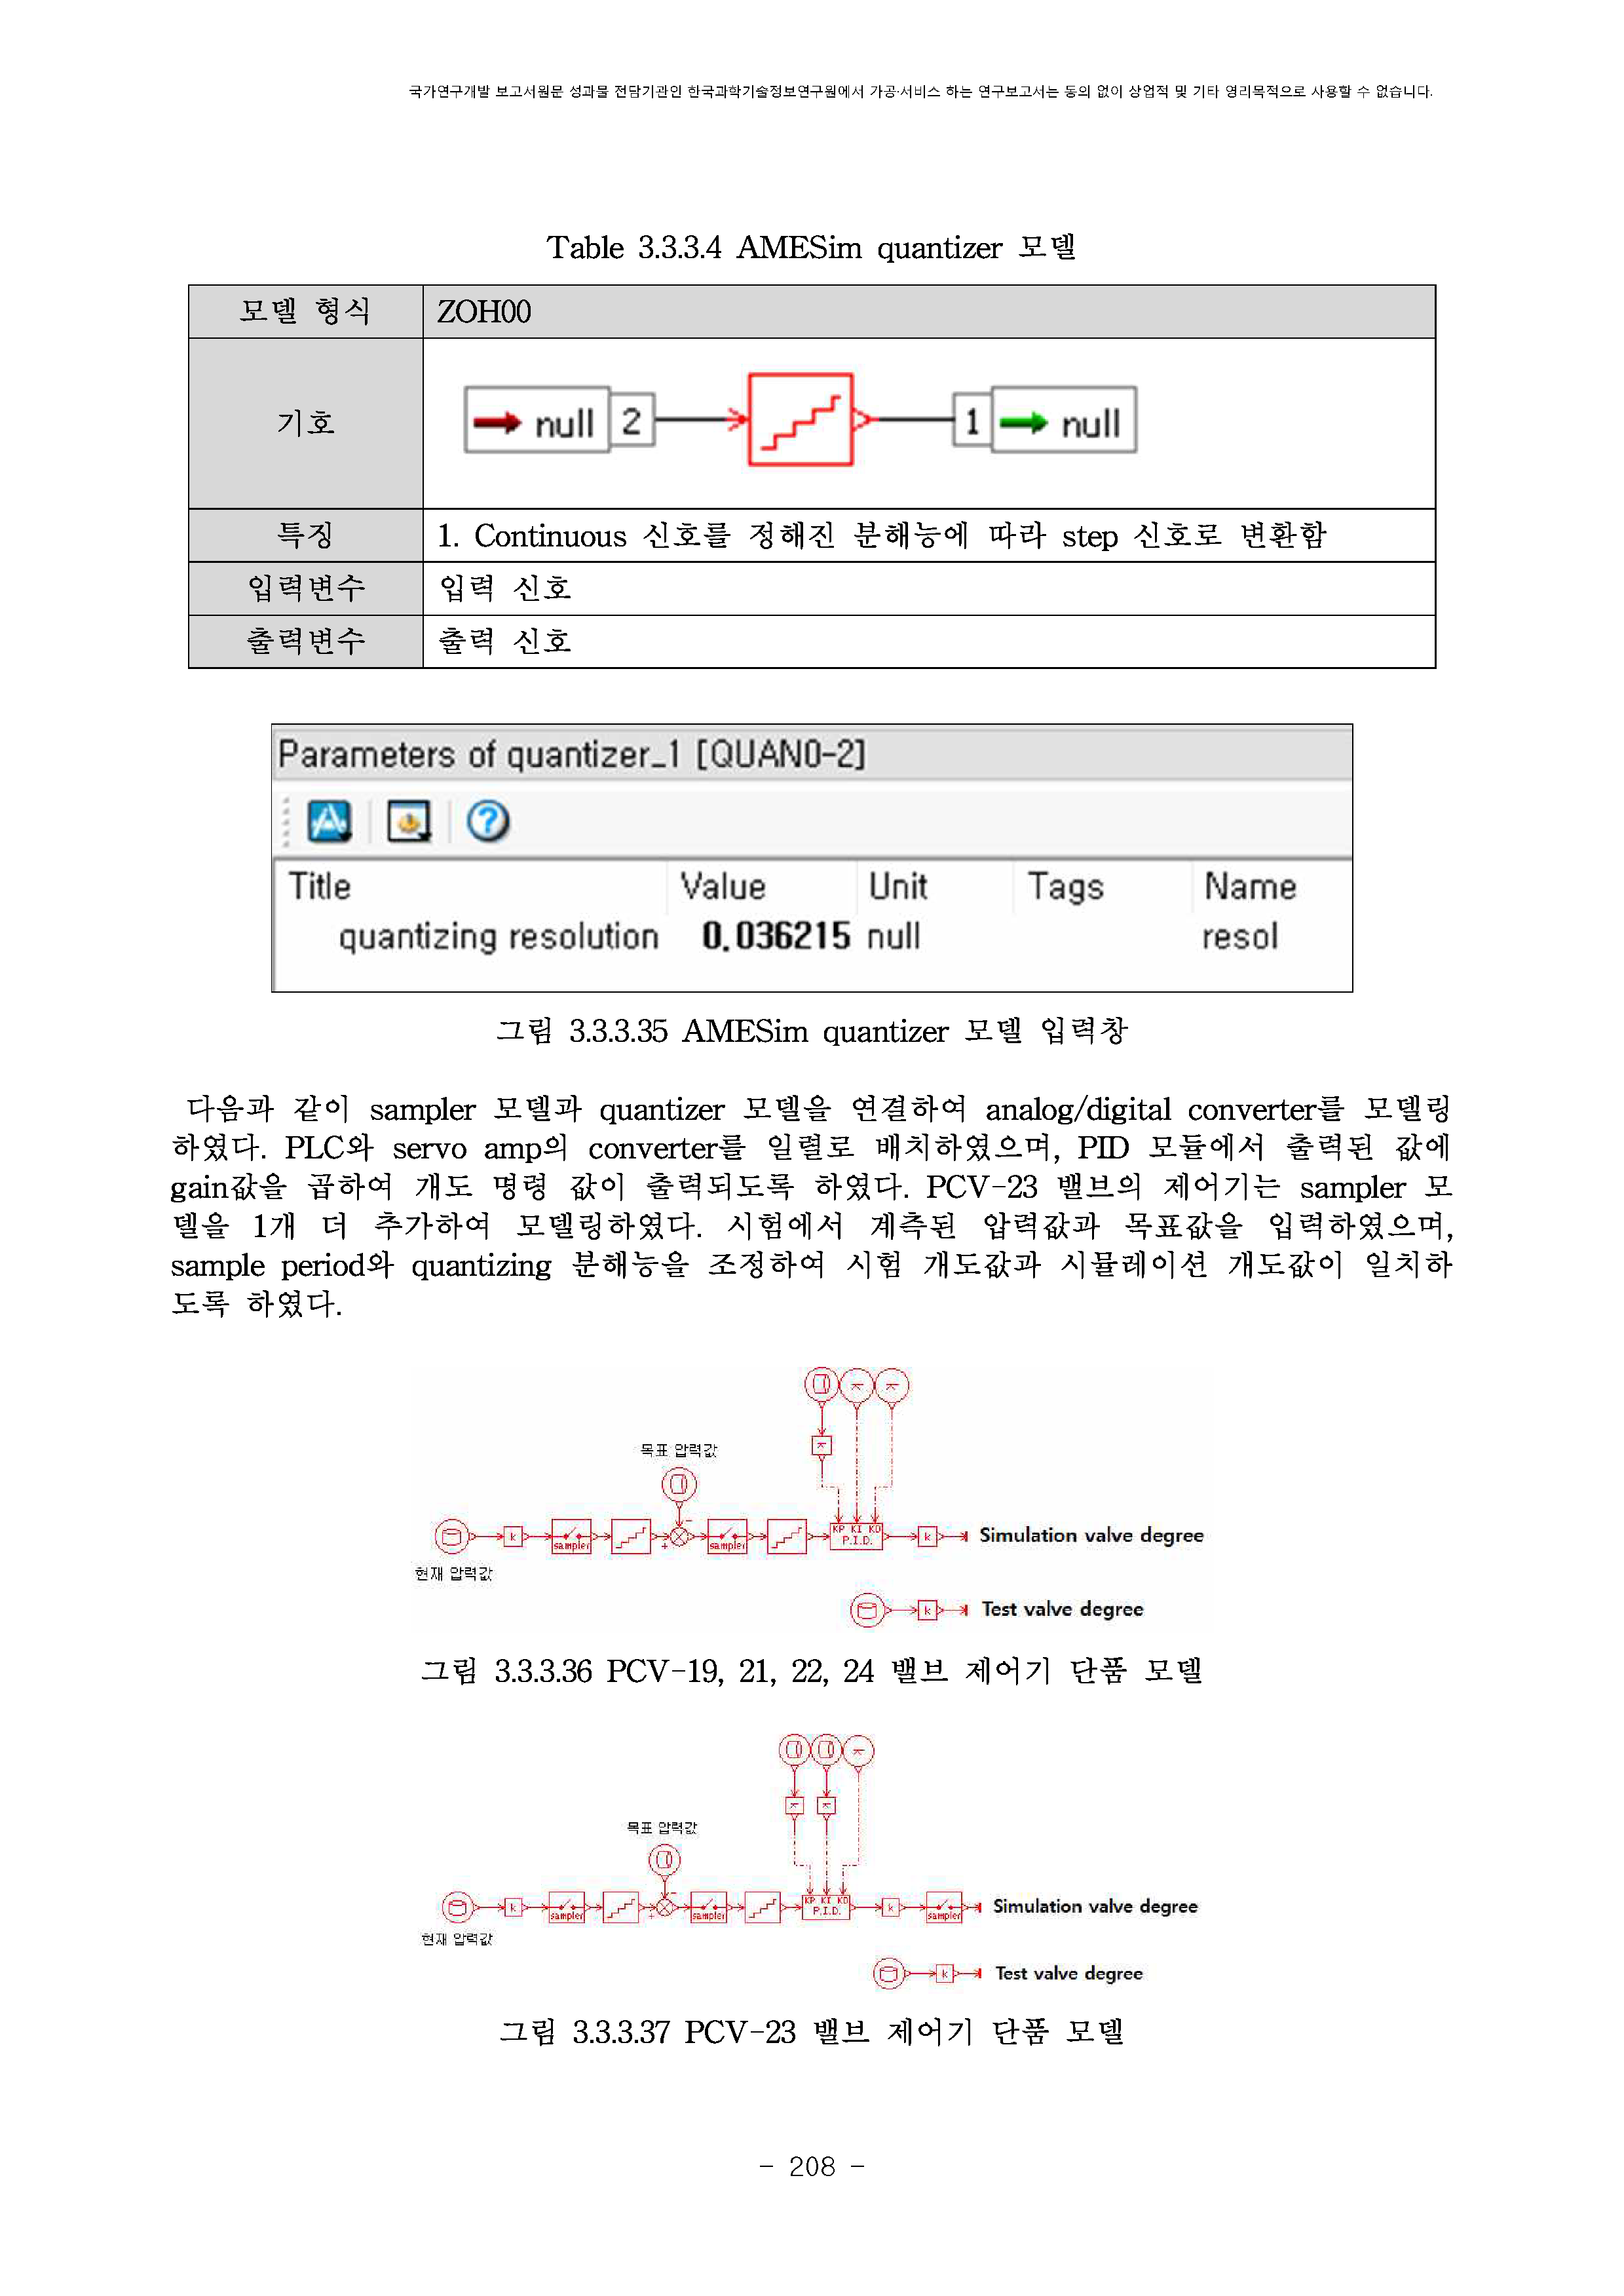 국가연구개발 보고서원문 성과물 전담기관인 한국과학기술정보연구원에서 가공·서비스 하는 연구보고서는 동의 없이 상업적 및 기타 영리목적으로 사용할 수 없습니다.
Table 3.3.3.4 AMESim quantizer 모델
모델 형식 ZOH00
기호 null 2 1 null
특징 1. Continuous 신호를 정해진 분해능에 따라 step 신호로 변환함
입력변수 입력 신호
출력변수 출력 신호
Parameters of quantizer_1 [QUAN0-2]
Title Value Unit Tags Name
quantizing resolution 0.036215 null resol
그림 3.3.3.35 AMESim quantizer 모델 입력창
다음과 같이 sampler 모델과 quantizer 모델을 연결하여 analog/digital converter를 모델링
하였다. PLC와 servo amp의 converter를 일렬로 배치하였으며, PID 모듈에서 출력된 값에
gain값을 곱하여 개도 명령 값이 출력되도록 하였다. PCV-23 밸브의 제어기는 sampler 모
델을 1개 더 추가하여 모델링하였다. 시험에서 계측된 압력값과 목표값을 입력하였으며,
sample period와 quantizing 분해능을 조정하여 시험 개도값과 시뮬레이션 개도값이 일치하
도록 하였다.
k
목표 압력값
k sampler + - sampler KP KI KD P.I.D. k Simulation valve degree
현재 압력값
k Test valve degree
그림 3.3.3.36 PCV-19, 21, 22, 24 밸브 제어기 단품 모델
k k
목표 압력값
k sampler + - sampler KP KI KD P.I.D. k sampler Simulation valve degree
현재 압력값
k Test valve degree
그림 3.3.3.37 PCV-23 밸브 제어기 단품 모델
- 208 -